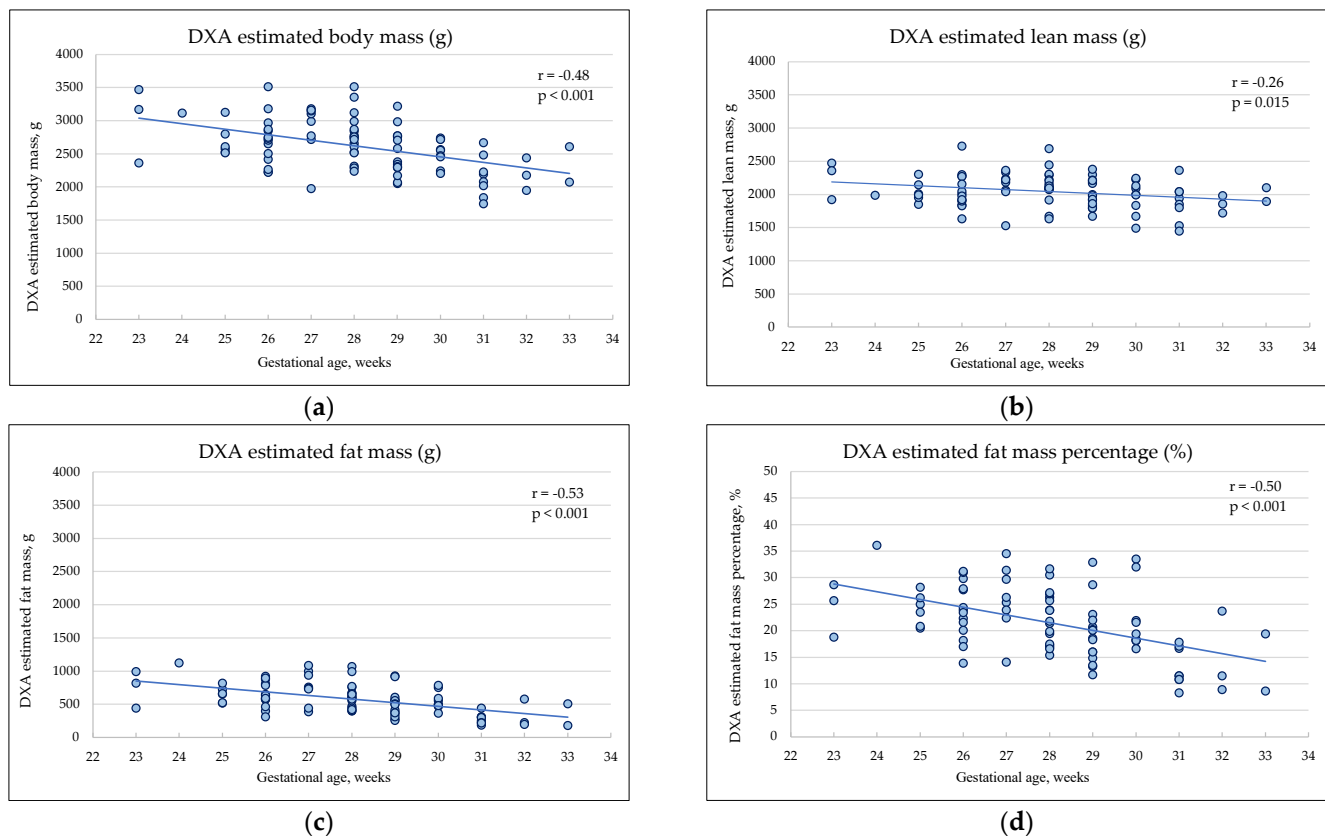 DXA estimated body mass (g)
r = -0.48
p < 0.001
DXA estimated body mass, g
4000
3500
3000
2500
2000
1500
1000
500
0
22 23 24 25 26 27 28 29 30 31 32 33 34
Gestational age, weeks
(a)
DXA estimated lean mass (g)
r = -0.26
p = 0.015
DXA estimated lean mass, g
4000
3500
3000
2500
2000
1500
1000
500
0
22 23 24 25 26 27 28 29 30 31 32 33 34
Gestational age, weeks
(b)
DXA estimated fat mass (g)
r = -0.53
p < 0.001
DXA estimated fat mass, g
4000
3500
3000
2500
2000
1500
1000
500
0
22 23 24 25 26 27 28 29 30 31 32 33 34
Gestational age, weeks
(c)
DXA estimated fat mass percentage (%)
r = -0.50
p < 0.001
DXA estimated fat mass percentage, %
50
45
40
35
30
25
20
15
10
5
0
22 23 24 25 26 27 28 29 30 31 32 33 34
Gestational age, weeks
(d)